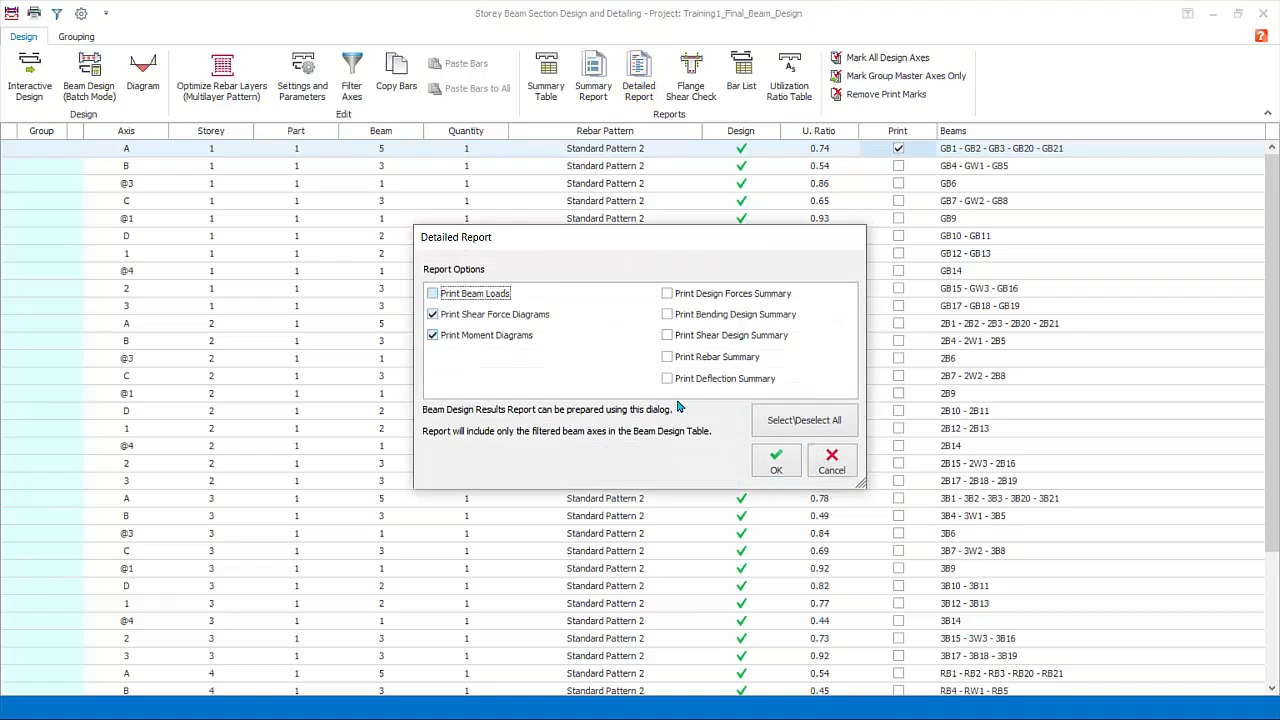 Storey Beam Section Design and Detailing - Project: Training1_Final_Beam_Design
Design Grouping
Interactive Design
Beam Design (Batch Mode)
Diagram
Optimize Rebar Layers (Multilayer Pattern)
Settings and Parameters
Filter Axes
Copy Bars
Paste Bars
Paste Bars to All
Summary Table
Summary Report
Detailed Report
Flange Shear Check
Bar List
Utilization Ratio Table
Mark All Design Axes
Mark Group Master Axes Only
Remove Print Marks
Design Edit Reports
Group Axis Storey Part Beam Quantity Rebar Pattern Design U. Ratio Print Beams
A 1 1 5 1 Standard Pattern 2 0.74 GB1 - GB2 - GB3 - GB20 - GB21
B 1 1 3 1 Standard Pattern 2 0.54 GB4 - GW1 - GB5
@3 1 1 1 1 Standard Pattern 2 0.86 GB6
C 1 1 3 1 Standard Pattern 2 0.65 GB7 - GW2 - GB8
@1 1 1 1 1 Standard Pattern 2 0.93 GB9
D 1 1 2 GB10 - GB11
1 1 1 2 GB12 - GB13
@4 1 1 1 GB14
2 1 1 3 GB15 - GW3 - GB16
3 1 1 3 GB17 - GB18 - GB19
A 2 1 5 2B1 - 2B2 - 2B3 - 2B20 - 2B21
B 2 1 3 2B4 - 2W1 - 2B5
@3 2 1 1 2B6
C 2 1 3 2B7 - 2W2 - 2B8
@1 2 1 1 2B9
D 2 1 2 2B10 - 2B11
1 2 1 2 2B12 - 2B13
@4 2 1 1 2B14
2 2 1 3 2B15 - 2W3 - 2B16
3 2 1 3 2B17 - 2B18 - 2B19
A 3 1 5 1 Standard Pattern 2 0.78 3B1 - 3B2 - 3B3 - 3B20 - 3B21
B 3 1 3 1 Standard Pattern 2 0.49 3B4 - 3W1 - 3B5
@3 3 1 1 1 Standard Pattern 2 0.84 3B6
C 3 1 3 1 Standard Pattern 2 0.69 3B7 - 3W2 - 3B8
@1 3 1 1 1 Standard Pattern 2 0.92 3B9
D 3 1 2 1 Standard Pattern 2 0.82 3B10 - 3B11
1 3 1 2 1 Standard Pattern 2 0.77 3B12 - 3B13
@4 3 1 1 1 Standard Pattern 2 0.44 3B14
2 3 1 3 1 Standard Pattern 2 0.73 3B15 - 3W3 - 3B16
3 3 1 3 1 Standard Pattern 2 0.92 3B17 - 3B18 - 3B19
A 4 1 5 1 Standard Pattern 2 0.54 RB1 - RB2 - RB3 - RB20 - RB21
B 4 1 3 1 Standard Pattern 2 0.45 RB4 - RW1 - RB5
Detailed Report
Report Options
Print Beam Loads
Print Shear Force Diagrams
Print Moment Diagrams
Print Design Forces Summary
Print Bending Design Summary
Print Shear Design Summary
Print Rebar Summary
Print Deflection Summary
Beam Design Results Report can be prepared using this dialog.
Report will include only the filtered beam axes in the Beam Design Table.
Select\Deselect All
OK Cancel